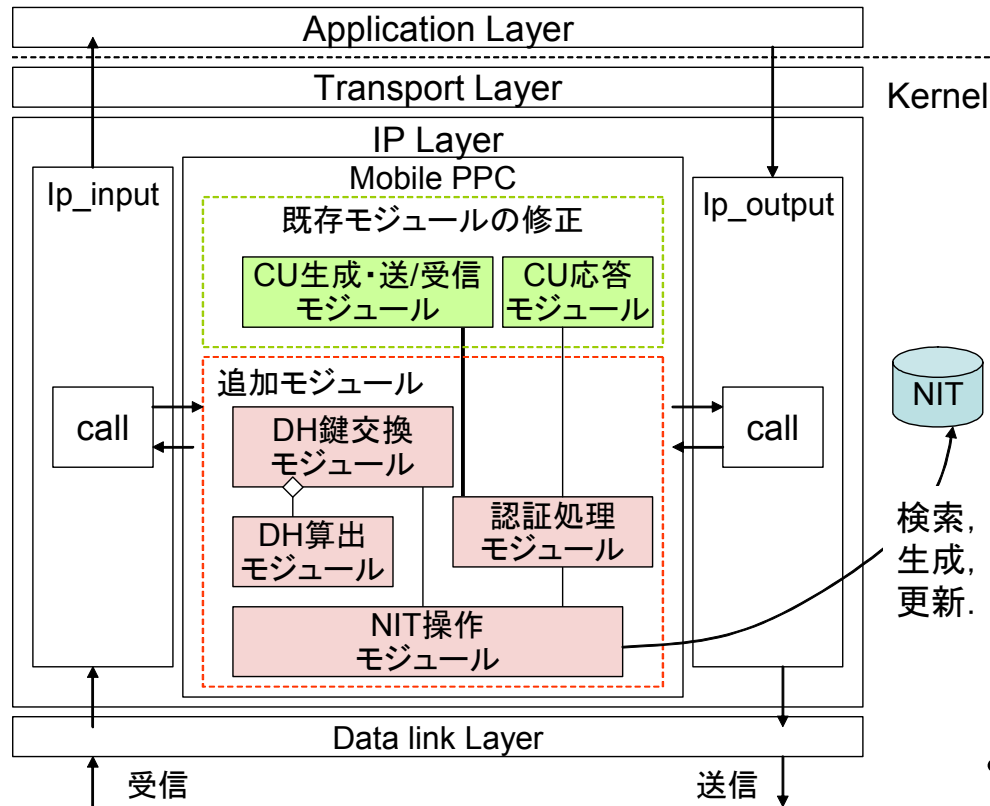 Application Layer
Transport Layer
Kernel
IP Layer
Mobile PPC
Ip_input
Ip_output
既存モジュールの修正
CU生成・送/受信
モジュール
CU応答
モジュール
追加モジュール
call
call
NIT
DH鍵交換
モジュール
認証処理
モジュール
DH算出
モジュール
検索,
生成,
更新.
NIT操作
モジュール
Data link Layer
受信
送信